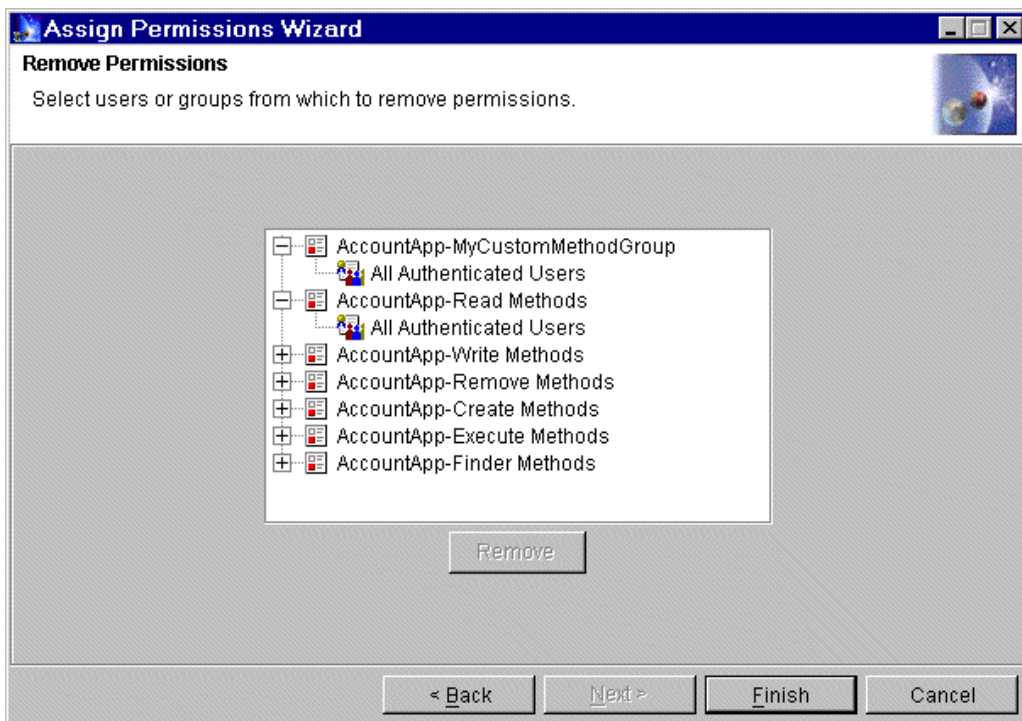 Assign Permissions Wizard
Remove Permissions
Select users or groups from which to remove permissions.
AccountApp-MyCustomMethodGroup
All Authenticated Users
AccountApp-Read Methods
All Authenticated Users
AccountApp-Write Methods
AccountApp-Remove Methods
AccountApp-Create Methods
AccountApp-Execute Methods
AccountApp-Finder Methods
Remove
< Back Next > Finish Cancel